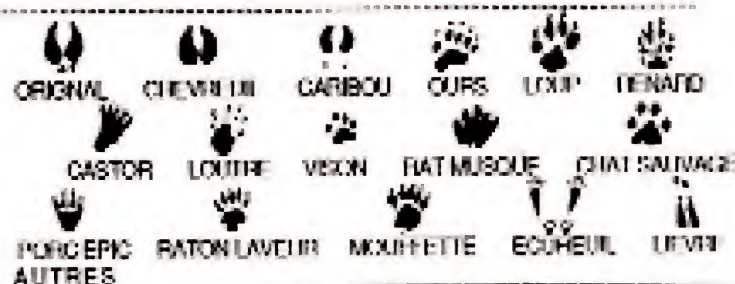 ORIGNAL CHEVREUIL CARIBOU OURS LOUP RENARD
CASTOR LOUTRE VISON RAT MUSQUE CHAT SAUVAGE
PORC EPIC RATON LAVEUR MOUFFETTE ECUREUIL LIEVRE
AUTRES